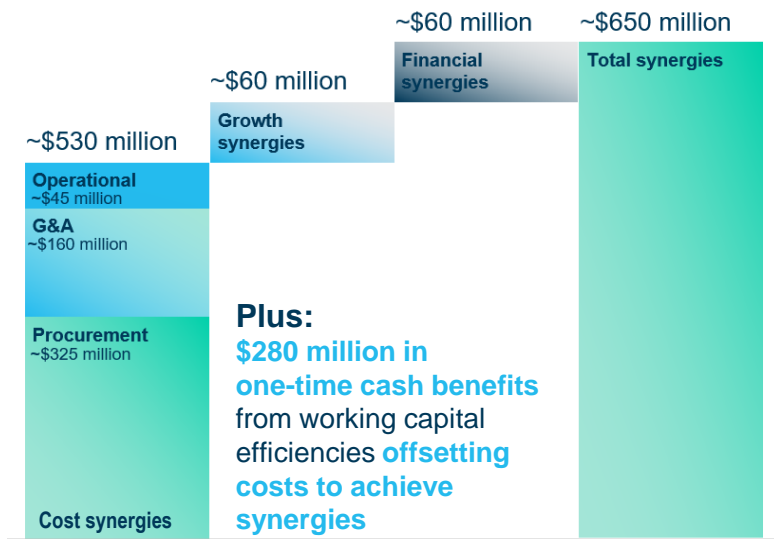 ~$530 million
Operational
~$45 million
G&A
~$160 million
Procurement
~$325 million
Cost synergies
~$60 million
Growth
synergies
~$60 million
Financial
synergies
~$650 million
Total synergies
Plus:
$280 million in
one-time cash benefits
from working capital
efficiencies offsetting
costs to achieve
synergies